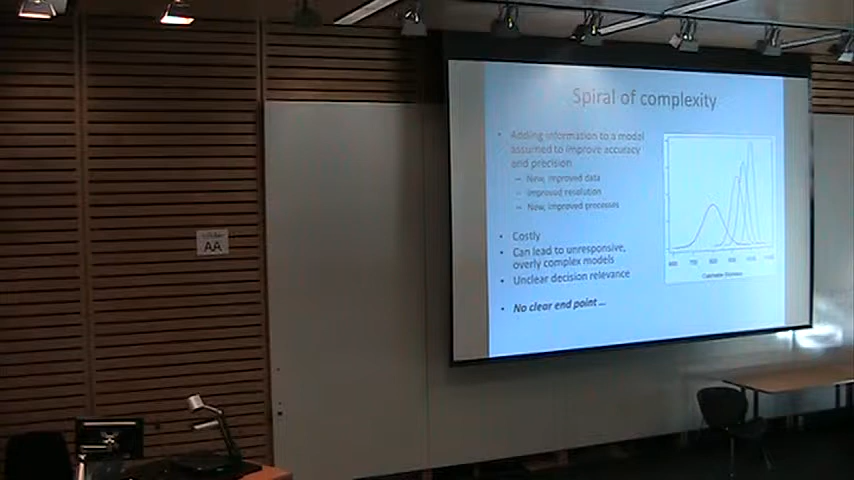 Spiral of complexity
• Adding information to a model
assumed to improve accuracy
and precision
– New, improved data
– Improved resolution
– New, improved processes
• Costly
• Can lead to unresponsive,
overly complex models
• Unclear decision relevance
• No clear end point ...
AA